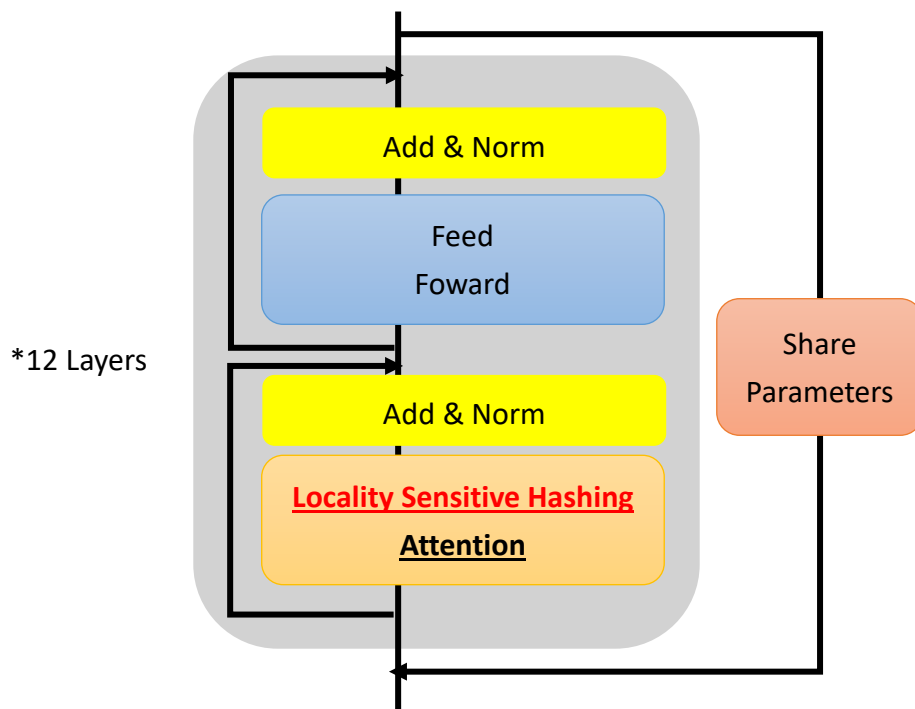 Add & Norm
Feed
Foward
*12 Layers
Share
Parameters
Add & Norm
Locality Sensitive Hashing
Attention